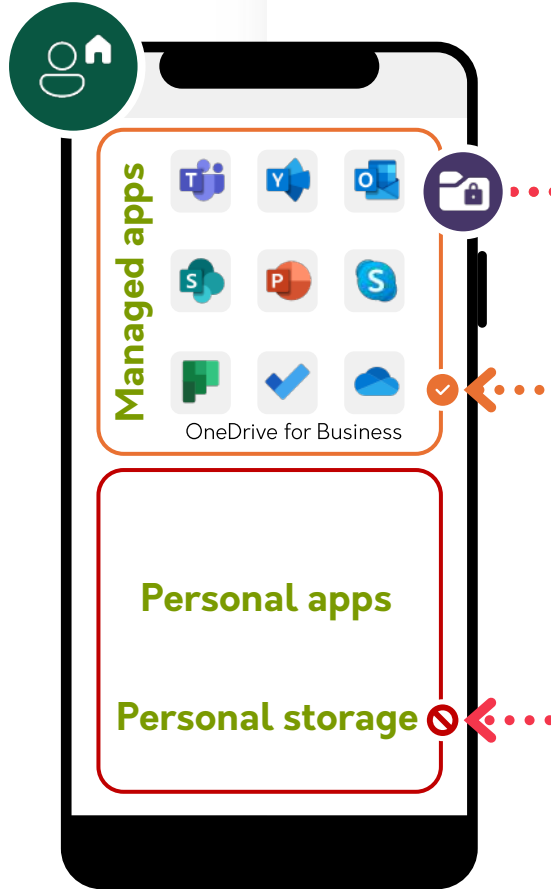 Managed apps
T
Y
O
S
P
S
OneDrive for Business
Personal apps
Personal storage